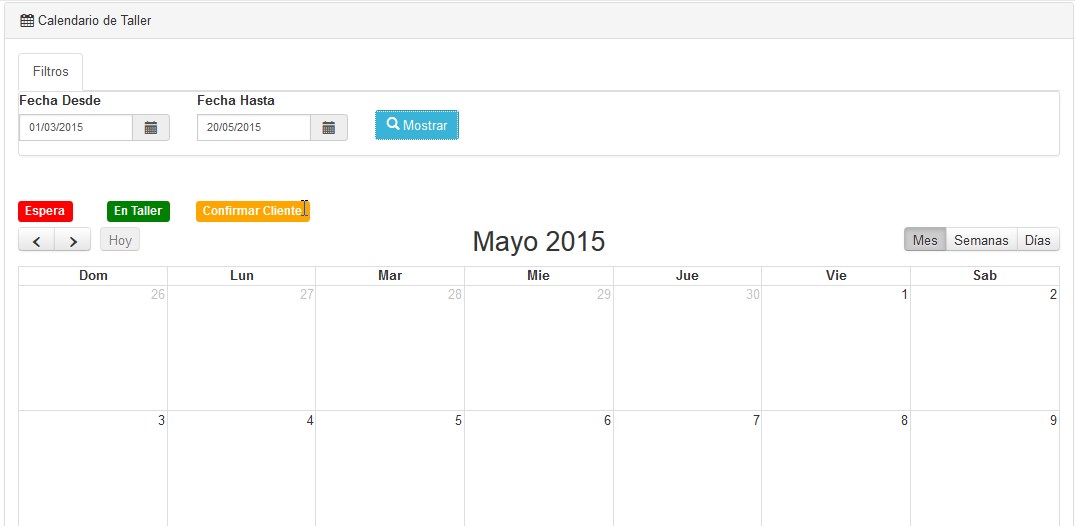 Calendario de Taller
Filtros
Fecha Desde Fecha Hasta
01/03/2015 20/05/2015 Mostrar
Espera En Taller Confirmar Cliente
Hoy Mayo 2015 Mes Semanas Días
Dom Lun Mar Mie Jue Vie Sab
26 27 28 29 30 1 2
3 4 5 6 7 8 9